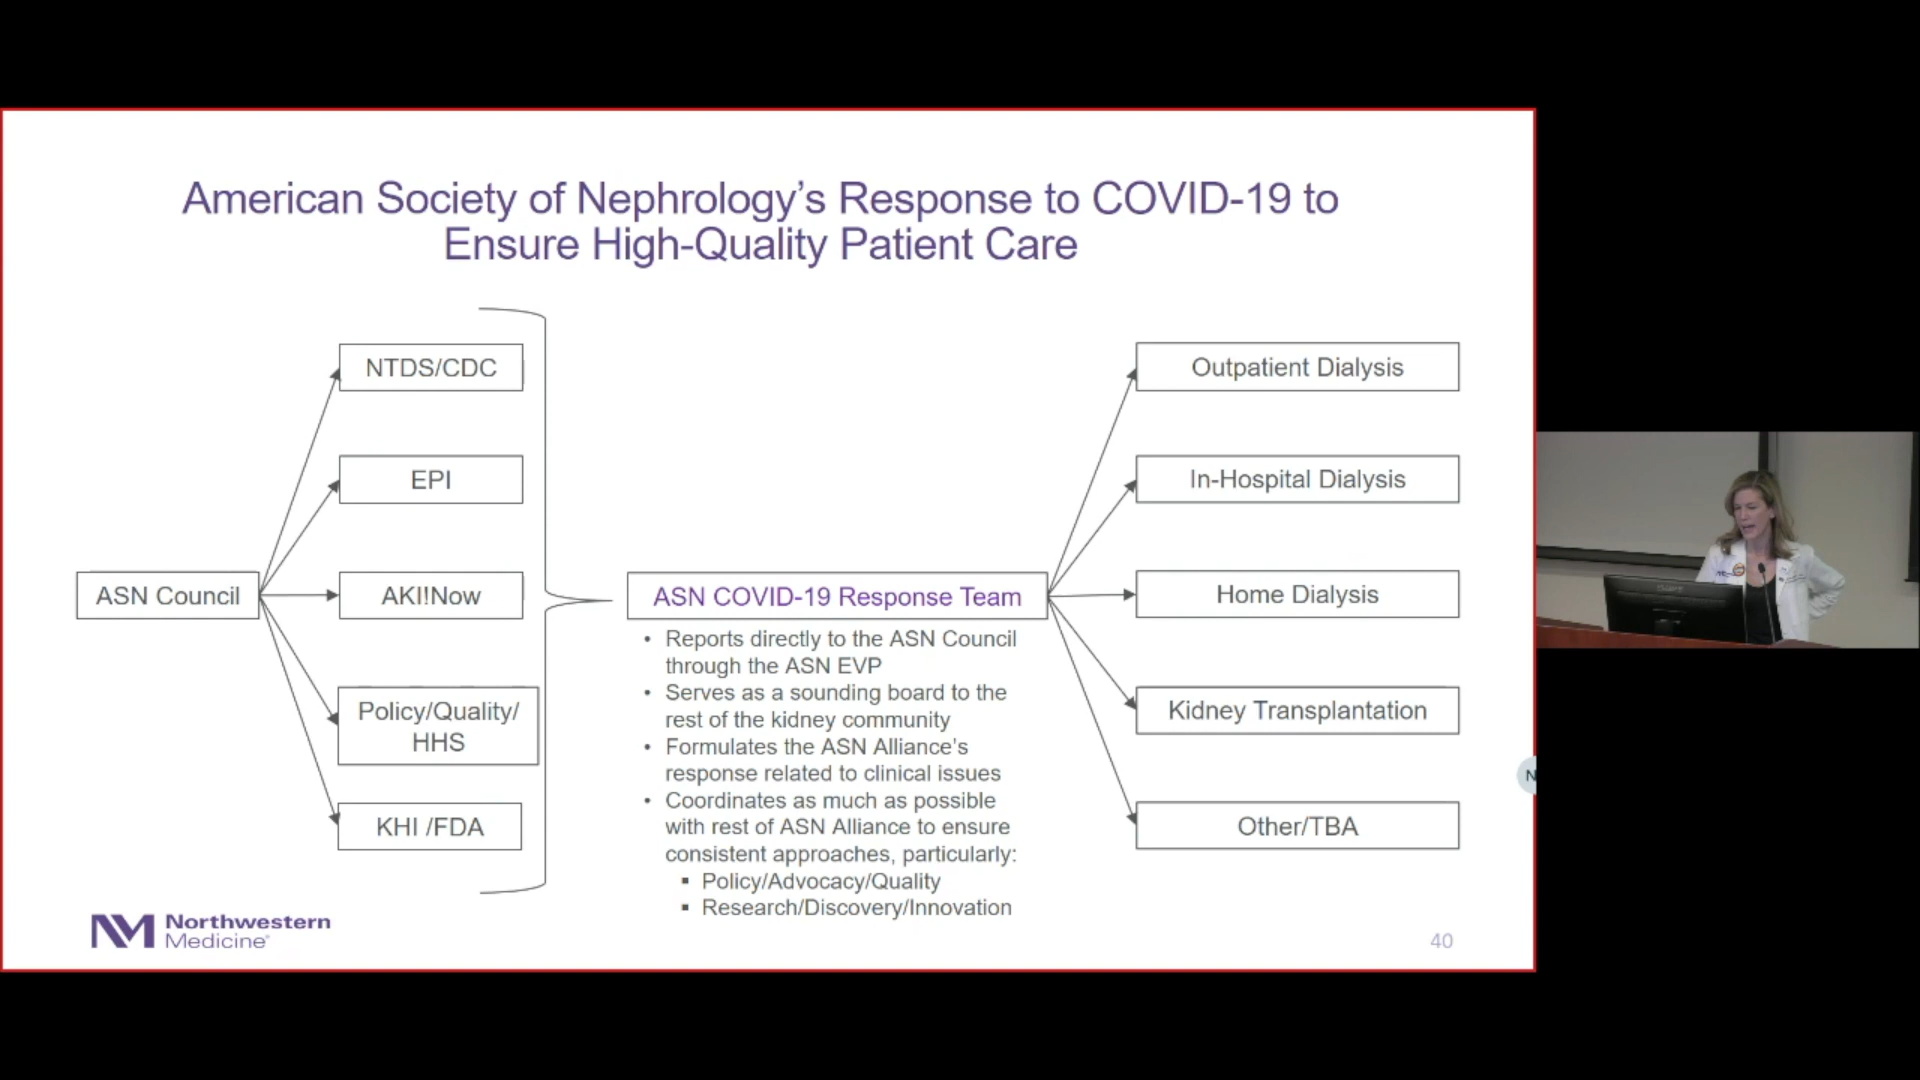 American Society of Nephrology's Response to COVID-19 to
Ensure High-Quality Patient Care
ASN Council
NTDS/CDC
EPI
AKI!Now
Policy/Quality/
HHS
KHI /FDA
ASN COVID-19 Response Team
• Reports directly to the ASN Council
through the ASN EVP
• Serves as a sounding board to the
rest of the kidney community
• Formulates the ASN Alliance's
response related to clinical issues
• Coordinates as much as possible
with rest of ASN Alliance to ensure
consistent approaches, particularly:
▪ Policy/Advocacy/Quality
▪ Research/Discovery/Innovation
Outpatient Dialysis
In-Hospital Dialysis
Home Dialysis
Kidney Transplantation
Other/TBA
N
NM Northwestern
Medicine
40